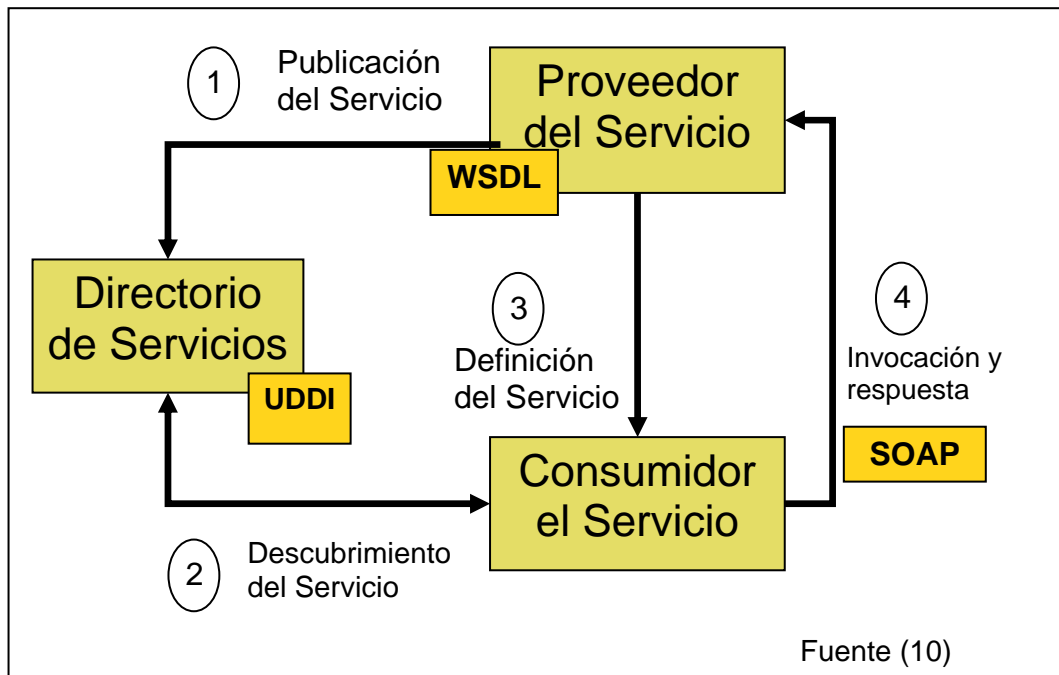 1
Publicación
del Servicio
Proveedor
del Servicio
WSDL
Directorio
de Servicios
UDDI
3
Definición
del Servicio
4
Invocación y
respuesta
SOAP
Consumidor
el Servicio
2
Descubrimiento
del Servicio
Fuente (10)